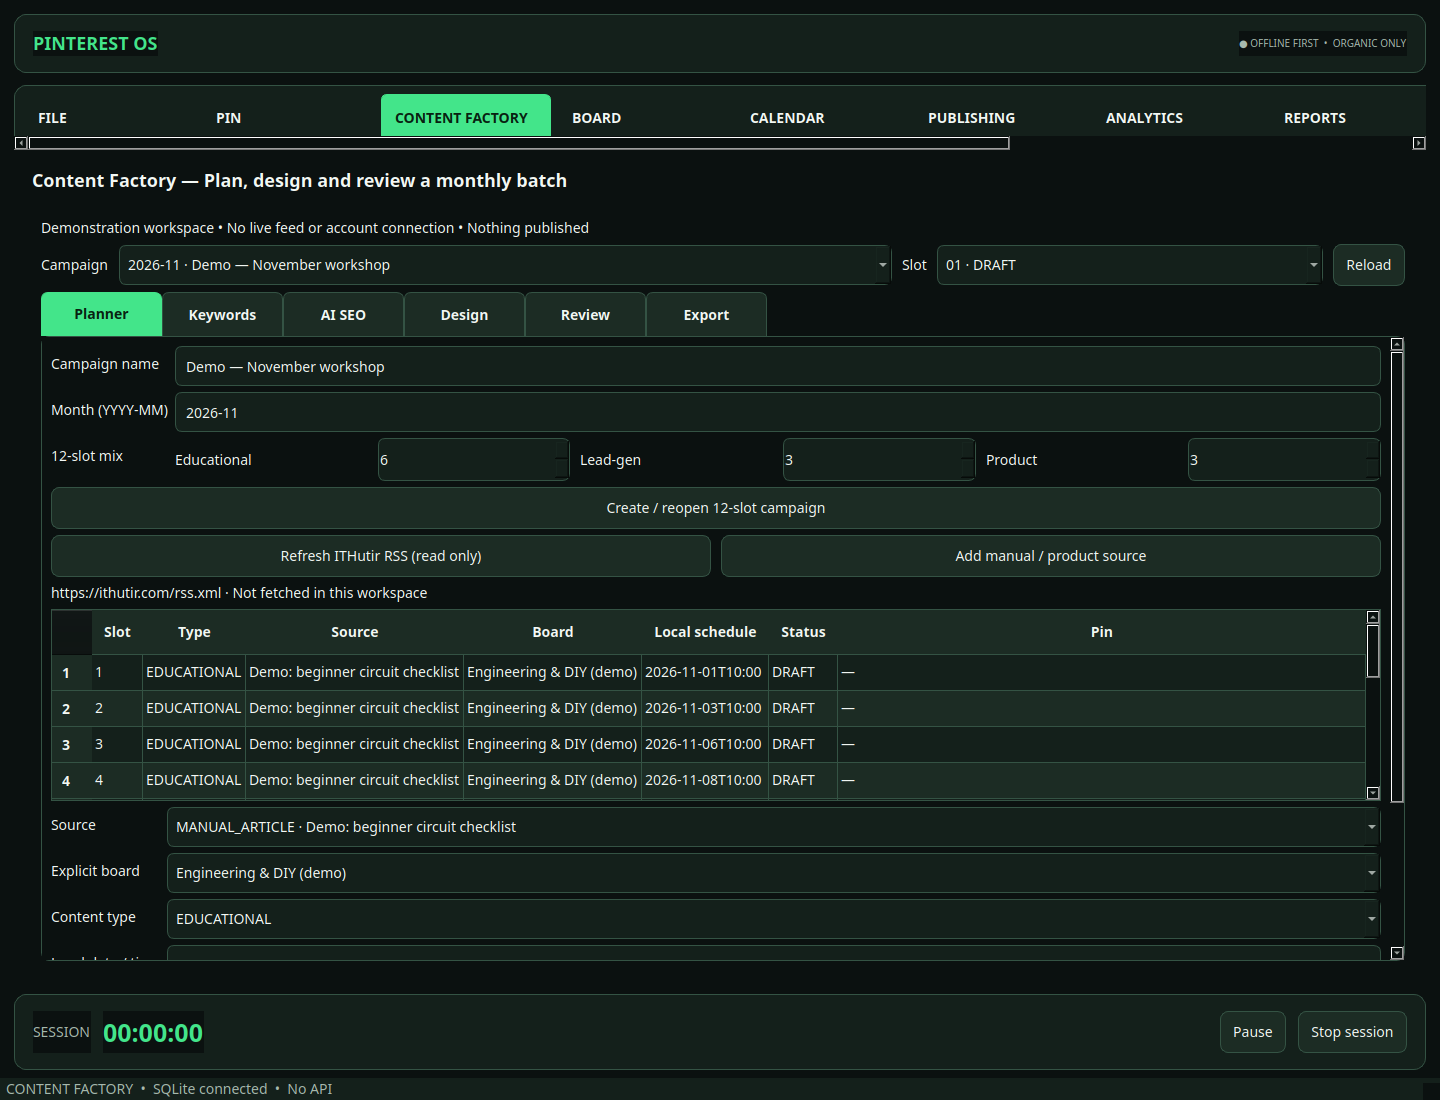 PINTEREST OS
● OFFLINE FIRST • ORGANIC ONLY
FILE PIN CONTENT FACTORY BOARD CALENDAR PUBLISHING ANALYTICS REPORTS
Content Factory — Plan, design and review a monthly batch
Demonstration workspace • No live feed or account connection • Nothing published
Campaign 2026-11 · Demo — November workshop Slot 01 · DRAFT Reload
Planner Keywords AI SEO Design Review Export
Campaign name Demo — November workshop
Month (YYYY-MM) 2026-11
12-slot mix Educational 6 Lead-gen 3 Product 3
Create / reopen 12-slot campaign
Refresh ITHutir RSS (read only) Add manual / product source
https://ithutir.com/rss.xml · Not fetched in this workspace
Slot Type Source Board Local schedule Status Pin
1 1 EDUCATIONAL Demo: beginner circuit checklist Engineering & DIY (demo) 2026-11-01T10:00 DRAFT —
2 2 EDUCATIONAL Demo: beginner circuit checklist Engineering & DIY (demo) 2026-11-03T10:00 DRAFT —
3 3 EDUCATIONAL Demo: beginner circuit checklist Engineering & DIY (demo) 2026-11-06T10:00 DRAFT —
4 4 EDUCATIONAL Demo: beginner circuit checklist Engineering & DIY (demo) 2026-11-08T10:00 DRAFT —
Source MANUAL_ARTICLE · Demo: beginner circuit checklist
Explicit board Engineering & DIY (demo)
Content type EDUCATIONAL
SESSION 00:00:00 Pause Stop session
CONTENT FACTORY • SQLite connected • No API